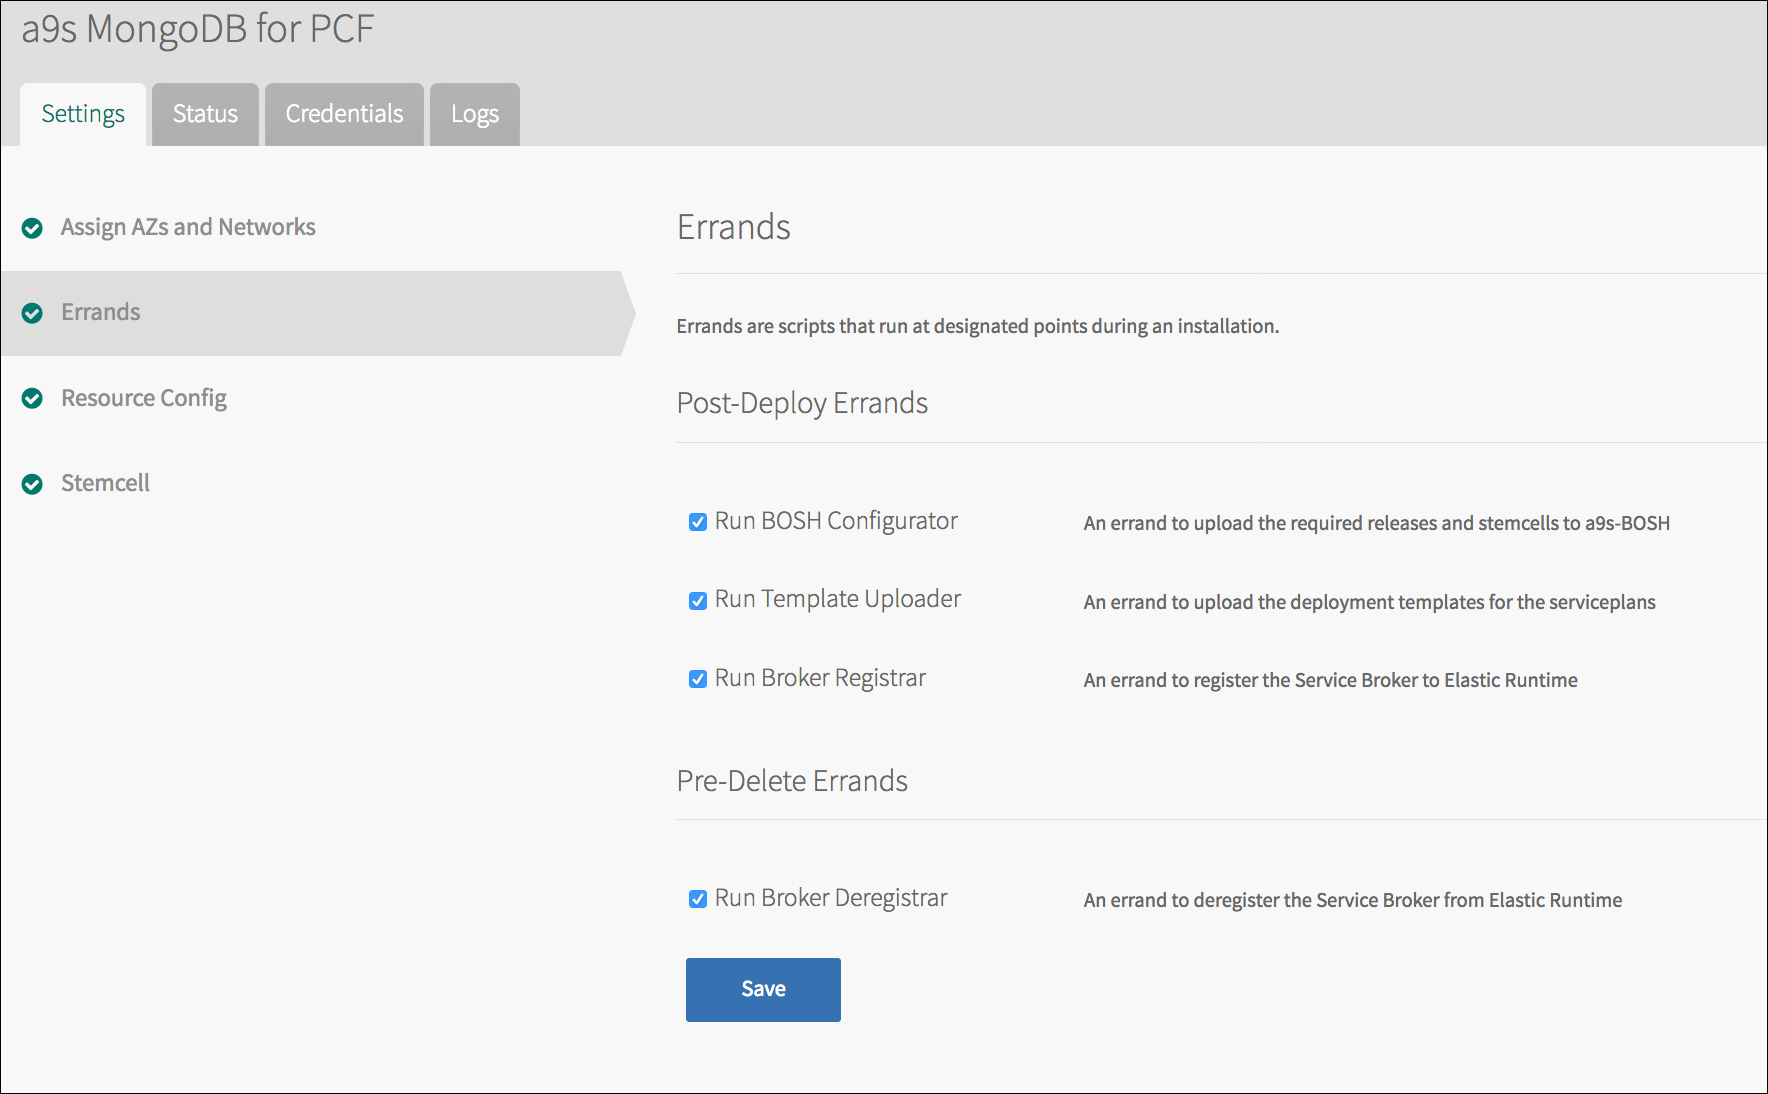 a9s MongoDB for PCF
Settings
Status
Credentials
Logs
Assign AZs and Networks
Errands
Resource Config
Stemcell
Errands
Errands are scripts that run at designated points during an installation.
Post-Deploy Errands
Run BOSH Configurator
An errand to upload the required releases and stemcells to a9s-BOSH
Run Template Uploader
An errand to upload the deployment templates for the serviceplans
Run Broker Registrar
An errand to register the Service Broker to Elastic Runtime
Pre-Delete Errands
Run Broker Deregistrar
An errand to deregister the Service Broker from Elastic Runtime
Save